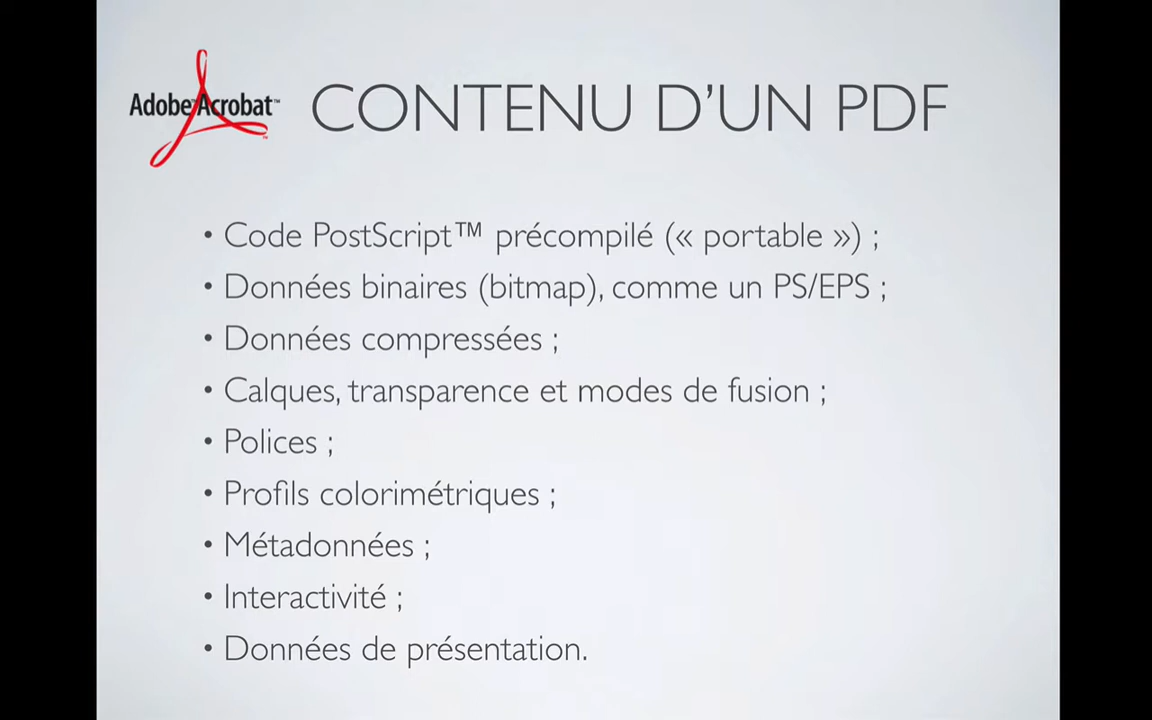 Adobe Acrobat™
CONTENU D’UN PDF
• Code PostScript™ précompilé (« portable ») ;
• Données binaires (bitmap), comme un PS/EPS ;
• Données compressées ;
• Calques, transparence et modes de fusion ;
• Polices ;
• Profils colorimétriques ;
• Métadonnées ;
• Interactivité ;
• Données de présentation.